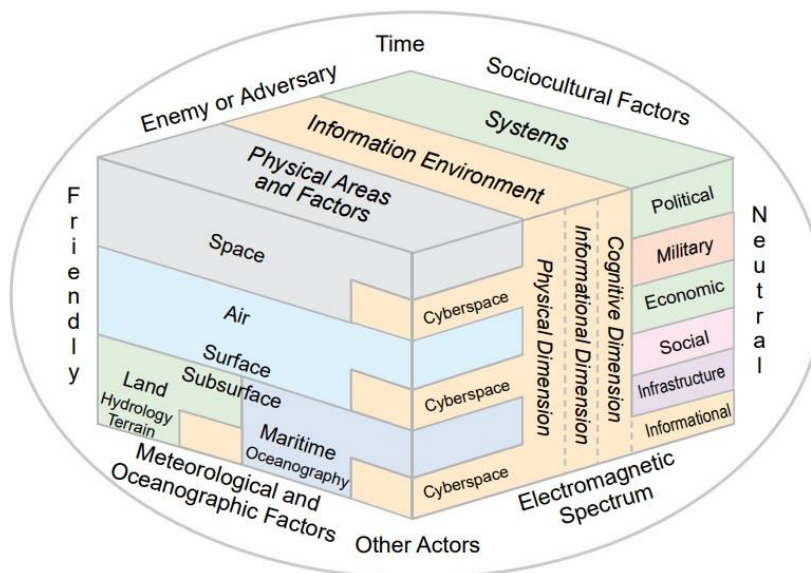 Time
Enemy or Adversary
Sociocultural Factors
Systems
Information Environment
Physical Areas
and Factors
Friendly
Neutral
Space
Air
Surface
Subsurface
Land
Hydrology
Terrain
Maritime
Oceanography
Cyberspace
Cyberspace
Cyberspace
Physical Dimension
Informational Dimension
Cognitive Dimension
Political
Military
Economic
Social
Infrastructure
Informational
Meteorological and
Oceanographic Factors
Electromagnetic
Spectrum
Other Actors